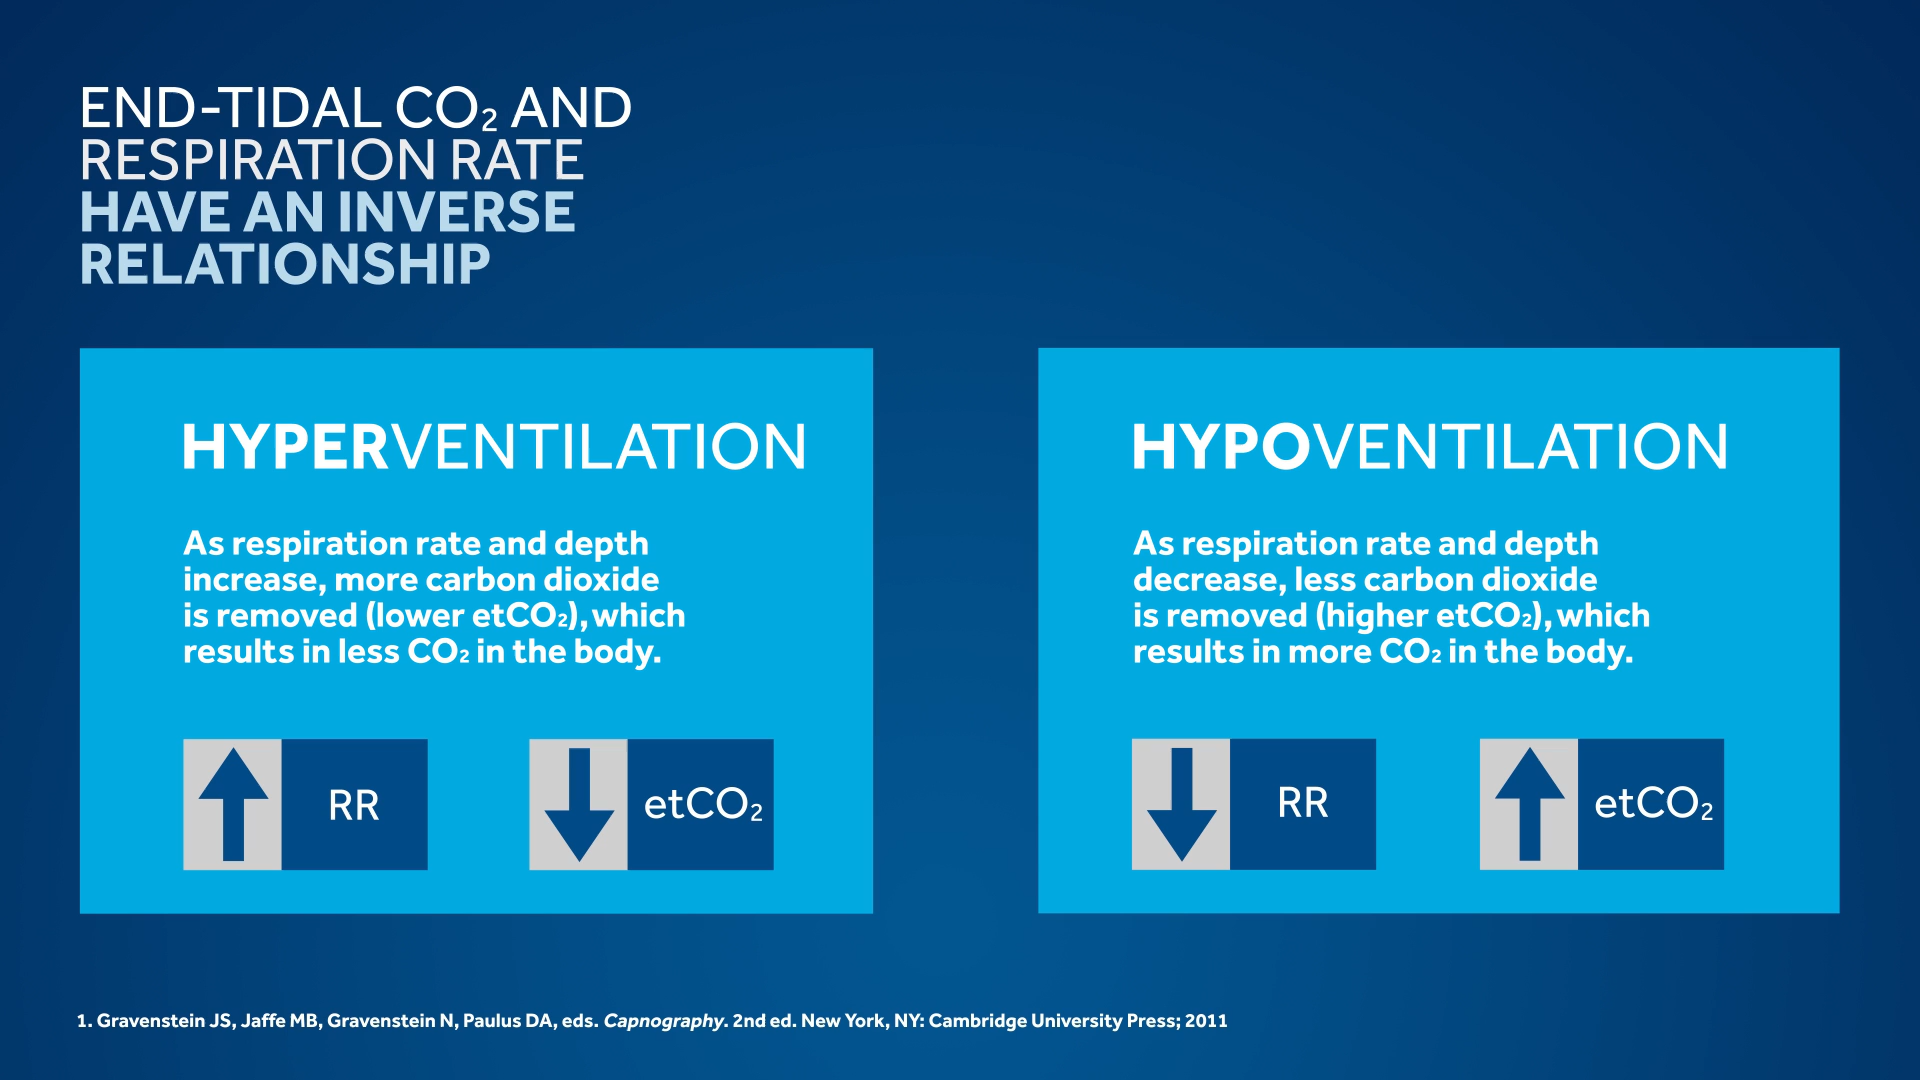 END-TIDAL CO₂ AND
RESPIRATION RATE
HAVE AN INVERSE
RELATIONSHIP
HYPERVENTILATION
As respiration rate and depth
increase, more carbon dioxide
is removed (lower etCO₂), which
results in less CO₂ in the body.
RR
etCO₂
HYPOVENTILATION
As respiration rate and depth
decrease, less carbon dioxide
is removed (higher etCO₂), which
results in more CO₂ in the body.
RR
etCO₂
1. Gravenstein JS, Jaffe MB, Gravenstein N, Paulus DA, eds. Capnography. 2nd ed. New York, NY: Cambridge University Press; 2011